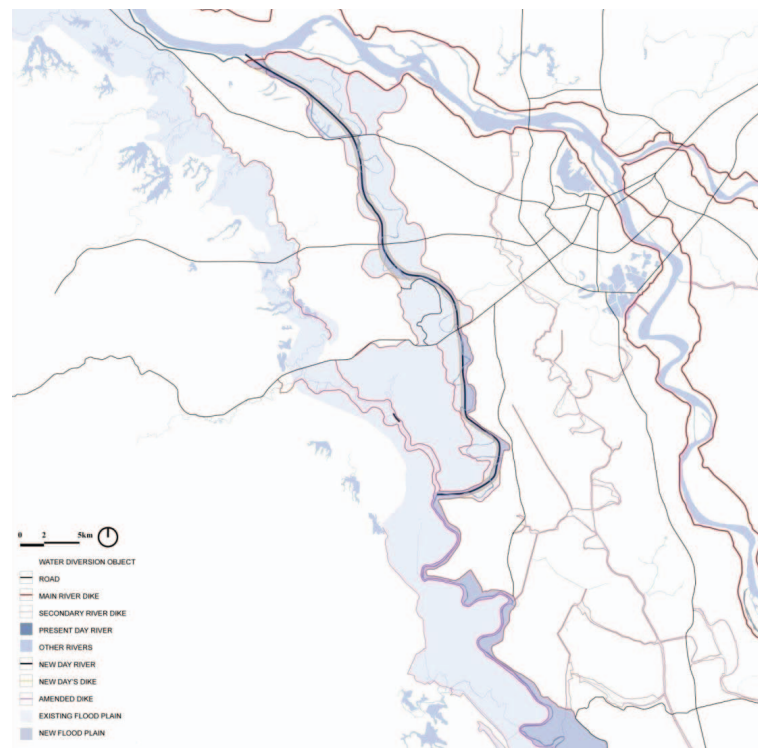 0 2 5km
WATER DIVERSION OBJECT
ROAD
MAIN RIVER DIKE
SECONDARY RIVER DIKE
PRESENT DAY RIVER
OTHER RIVERS
NEW DAY RIVER
NEW DAY'S DIKE
AMENDED DIKE
EXISTING FLOOD PLAIN
NEW FLOOD PLAIN